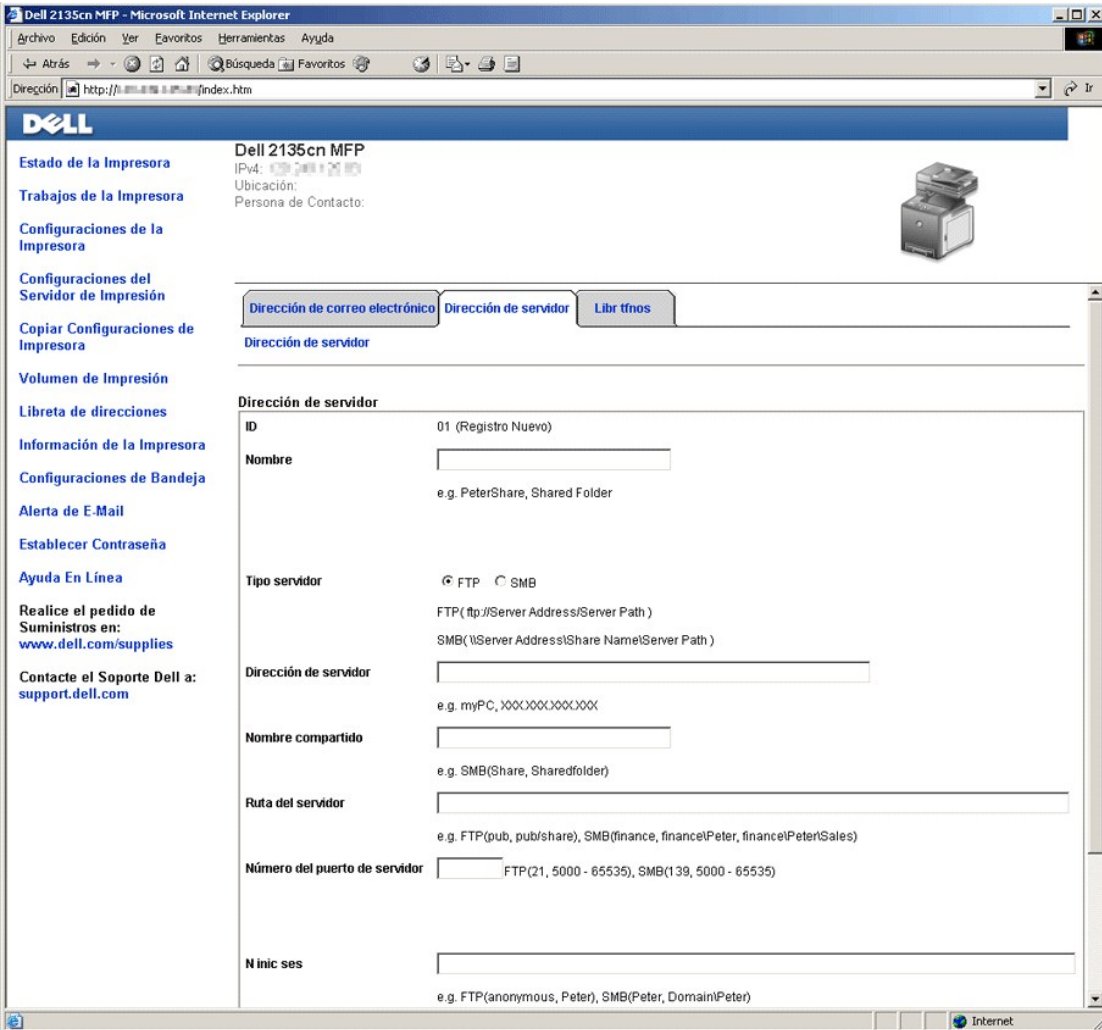 Dell 2135cn MFP - Microsoft Internet Explorer
Archivo Edición Ver Favoritos Herramientas Ayuda
Atrás Búsqueda Favoritos
Dirección http:// /index.htm Ir
DELL
Estado de la Impresora
Trabajos de la Impresora
Configuraciones de la
Impresora
Configuraciones del
Servidor de Impresión
Copiar Configuraciones de
Impresora
Volumen de Impresión
Libreta de direcciones
Información de la Impresora
Configuraciones de Bandeja
Alerta de E-Mail
Establecer Contraseña
Ayuda En Línea
Realice el pedido de
Suministros en:
www.dell.com/supplies
Contacte el Soporte Dell a:
support.dell.com
Dell 2135cn MFP
IPv4:
Ubicación:
Persona de Contacto:
Dirección de correo electrónico Dirección de servidor Libr tfnos
Dirección de servidor
Dirección de servidor
ID 01 (Registro Nuevo)
Nombre
e.g. PeterShare, Shared Folder
Tipo servidor FTP SMB
FTP( ftp://Server Address/Server Path )
SMB( \\Server Address\Share Name\Server Path )
Dirección de servidor
e.g. myPC, XXX.XXX.XXX.XXX
Nombre compartido
e.g. SMB(Share, Sharedfolder)
Ruta del servidor
e.g. FTP(pub, pub/share), SMB(finance, finance\Peter, finance\Peter\Sales)
Número del puerto de servidor FTP(21, 5000 - 65535), SMB(139, 5000 - 65535)
N inic ses
e.g. FTP(anonymous, Peter), SMB(Peter, Domain\Peter)
Internet